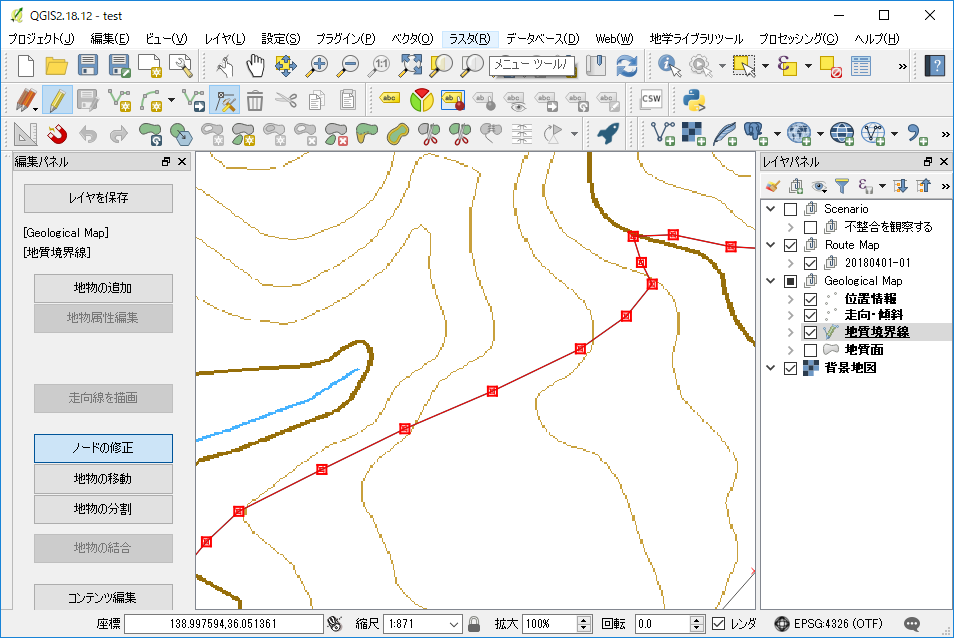 QGIS2.18.12 - test
プロジェクト(J) 編集(E) ビュー(V) レイヤ(L) 設定(S) プラグイン(P) ベクタ(O) ラスタ(R) データベース(D) Web(W) 地学ライブラリツール プロセッシング(C) ヘルプ(H)
1:1 メニュー ツール/ »
abc ab abc abc abc abc abc CSW
»
編集パネル
レイヤを保存
[Geological Map]
[地質境界線]
地物の追加
地物属性編集
走向線を描画
ノードの修正
地物の移動
地物の分割
地物の結合
コンテンツ編集
レイヤパネル
»
Scenario
不整合を観察する
Route Map
20180401-01
Geological Map
位置情報
走向・傾斜
地質境界線
地質面
背景地図
座標 138.997594,36.051361 縮尺 1:871 拡大 100% 回転 0.0 レンダ EPSG:4326 (OTF)